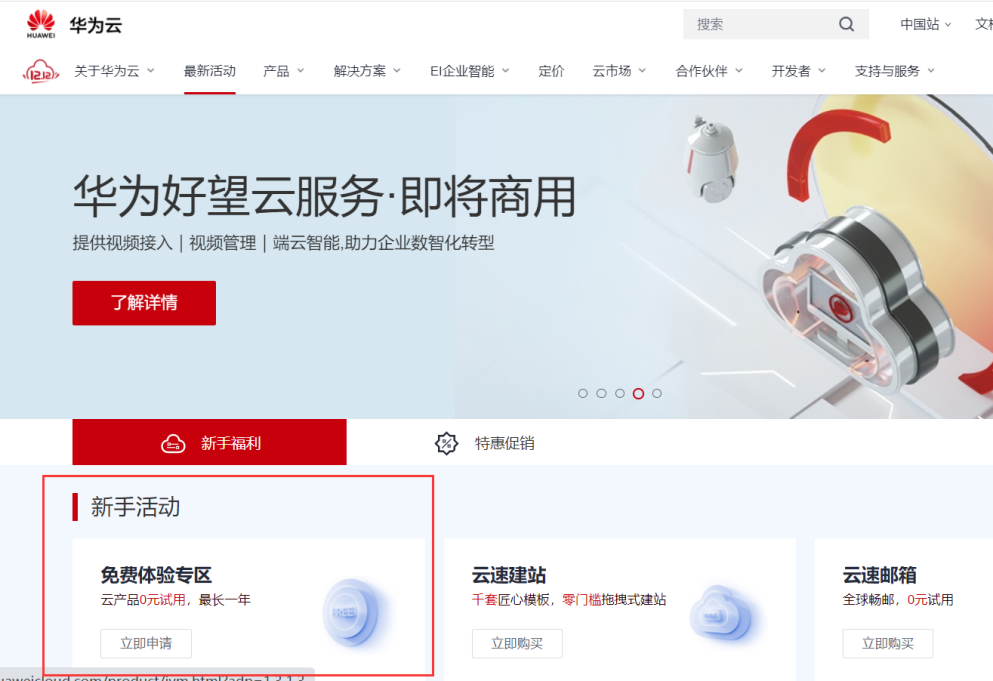 HUAWEI
华为云
搜索
中国站
12.12
关于华为云
最新活动
产品
解决方案
EI企业智能
定价
云市场
合作伙伴
开发者
支持与服务
华为好望云服务·即将商用
提供视频接入｜视频管理｜端云智能,助力企业数智化转型
了解详情
新手福利
特惠促销
新手活动
免费体验专区
云产品0元试用，最长一年
FREE
立即申请
云速建站
千套匠心模板，零门槛拖拽式建站
立即购买
云速邮箱
全球畅邮，0元试用
立即购买